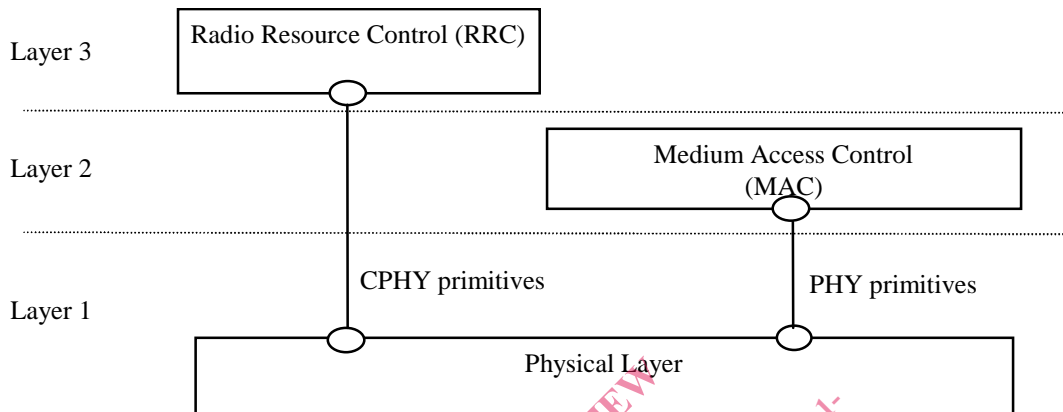 Radio Resource Control (RRC)
Layer 3
Medium Access Control
(MAC)
Layer 2
CPHY primitives
PHY primitives
Layer 1
Physical Layer